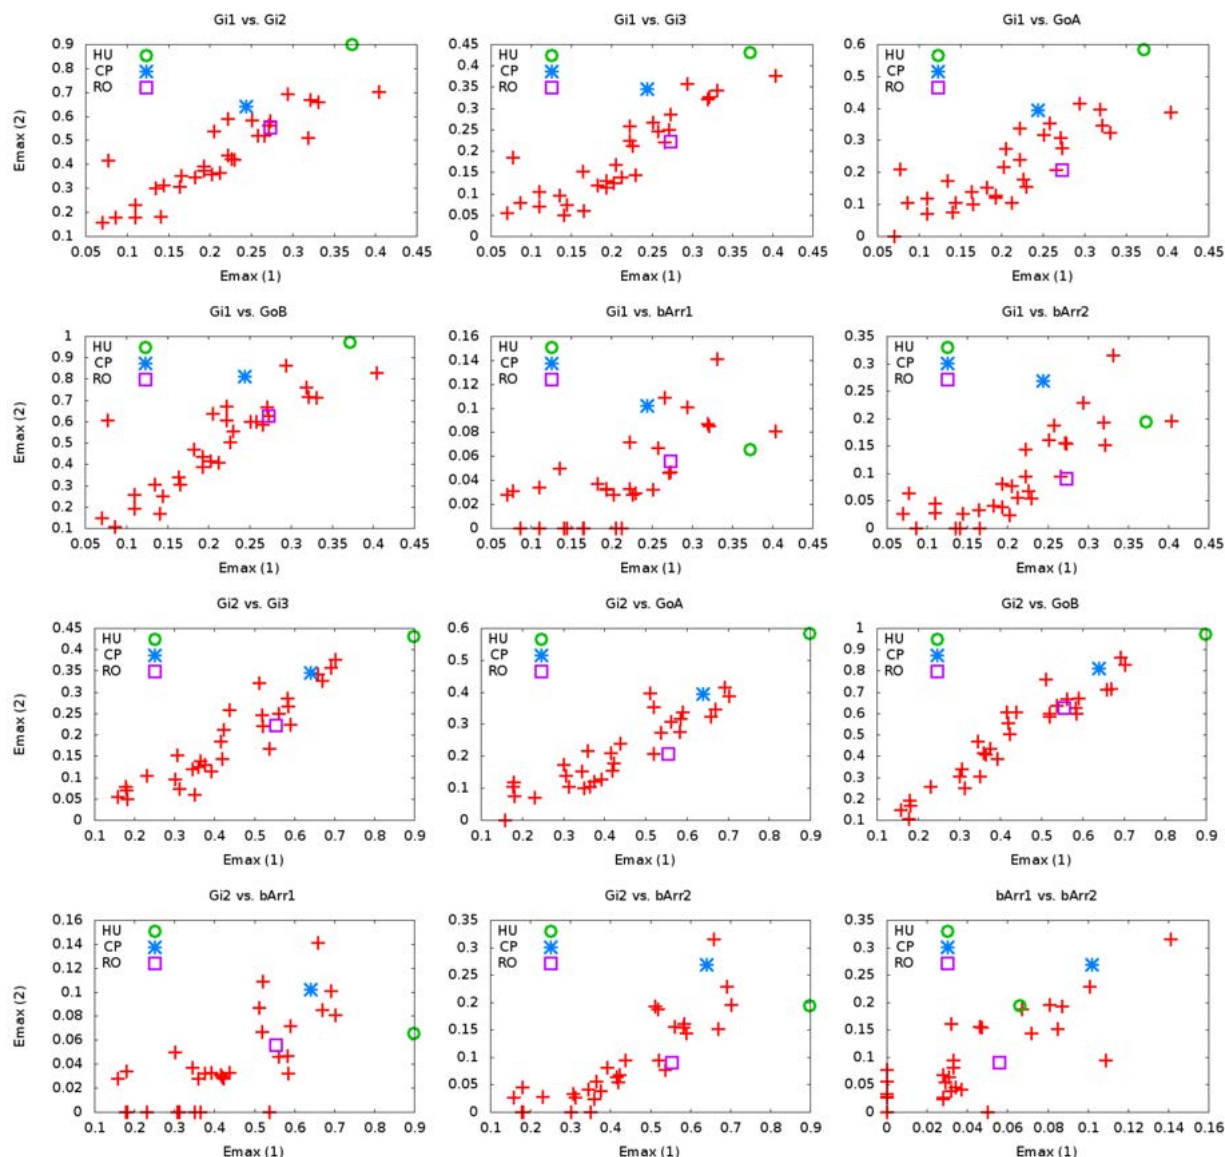 Gi1 vs. Gi2
Emax (2)
0.9
0.8
0.7
0.6
0.5
0.4
0.3
0.2
0.1
HU
CP
RO
0.05 0.1 0.15 0.2 0.25 0.3 0.35 0.4 0.45
Emax (1)
Gi1 vs. Gi3
0.45
0.4
0.35
0.3
0.25
0.2
0.15
0.1
0.05
0
HU
CP
RO
0.05 0.1 0.15 0.2 0.25 0.3 0.35 0.4 0.45
Emax (1)
Gi1 vs. GoA
0.6
0.5
0.4
0.3
0.2
0.1
0
HU
CP
RO
0.05 0.1 0.15 0.2 0.25 0.3 0.35 0.4 0.45
Emax (1)
Gi1 vs. GoB
Emax (2)
1
0.9
0.8
0.7
0.6
0.5
0.4
0.3
0.2
0.1
HU
CP
RO
0.05 0.1 0.15 0.2 0.25 0.3 0.35 0.4 0.45
Emax (1)
Gi1 vs. bArr1
0.16
0.14
0.12
0.1
0.08
0.06
0.04
0.02
0
HU
CP
RO
0.05 0.1 0.15 0.2 0.25 0.3 0.35 0.4 0.45
Emax (1)
Gi1 vs. bArr2
0.35
0.3
0.25
0.2
0.15
0.1
0.05
0
HU
CP
RO
0.05 0.1 0.15 0.2 0.25 0.3 0.35 0.4 0.45
Emax (1)
Gi2 vs. Gi3
Emax (2)
0.45
0.4
0.35
0.3
0.25
0.2
0.15
0.1
0.05
0
HU
CP
RO
0.1 0.2 0.3 0.4 0.5 0.6 0.7 0.8 0.9
Emax (1)
Gi2 vs. GoA
0.6
0.5
0.4
0.3
0.2
0.1
0
HU
CP
RO
0.1 0.2 0.3 0.4 0.5 0.6 0.7 0.8 0.9
Emax (1)
Gi2 vs. GoB
1
0.9
0.8
0.7
0.6
0.5
0.4
0.3
0.2
0.1
HU
CP
RO
0.1 0.2 0.3 0.4 0.5 0.6 0.7 0.8 0.9
Emax (1)
Gi2 vs. bArr1
Emax (2)
0.16
0.14
0.12
0.1
0.08
0.06
0.04
0.02
0
HU
CP
RO
0.1 0.2 0.3 0.4 0.5 0.6 0.7 0.8 0.9
Emax (1)
Gi2 vs. bArr2
0.35
0.3
0.25
0.2
0.15
0.1
0.05
0
HU
CP
RO
0.1 0.2 0.3 0.4 0.5 0.6 0.7 0.8 0.9
Emax (1)
bArr1 vs. bArr2
0.35
0.3
0.25
0.2
0.15
0.1
0.05
0
HU
CP
RO
0 0.02 0.04 0.06 0.08 0.1 0.12 0.14 0.16
Emax (1)